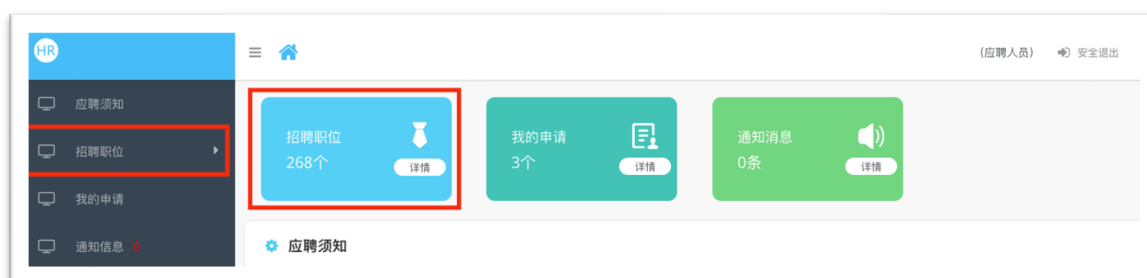 HR
(应聘人员)
安全退出
应聘须知
招聘职位
我的申请
通知信息 0
招聘职位
268个
详情
我的申请
3个
详情
通知消息
0条
详情
应聘须知